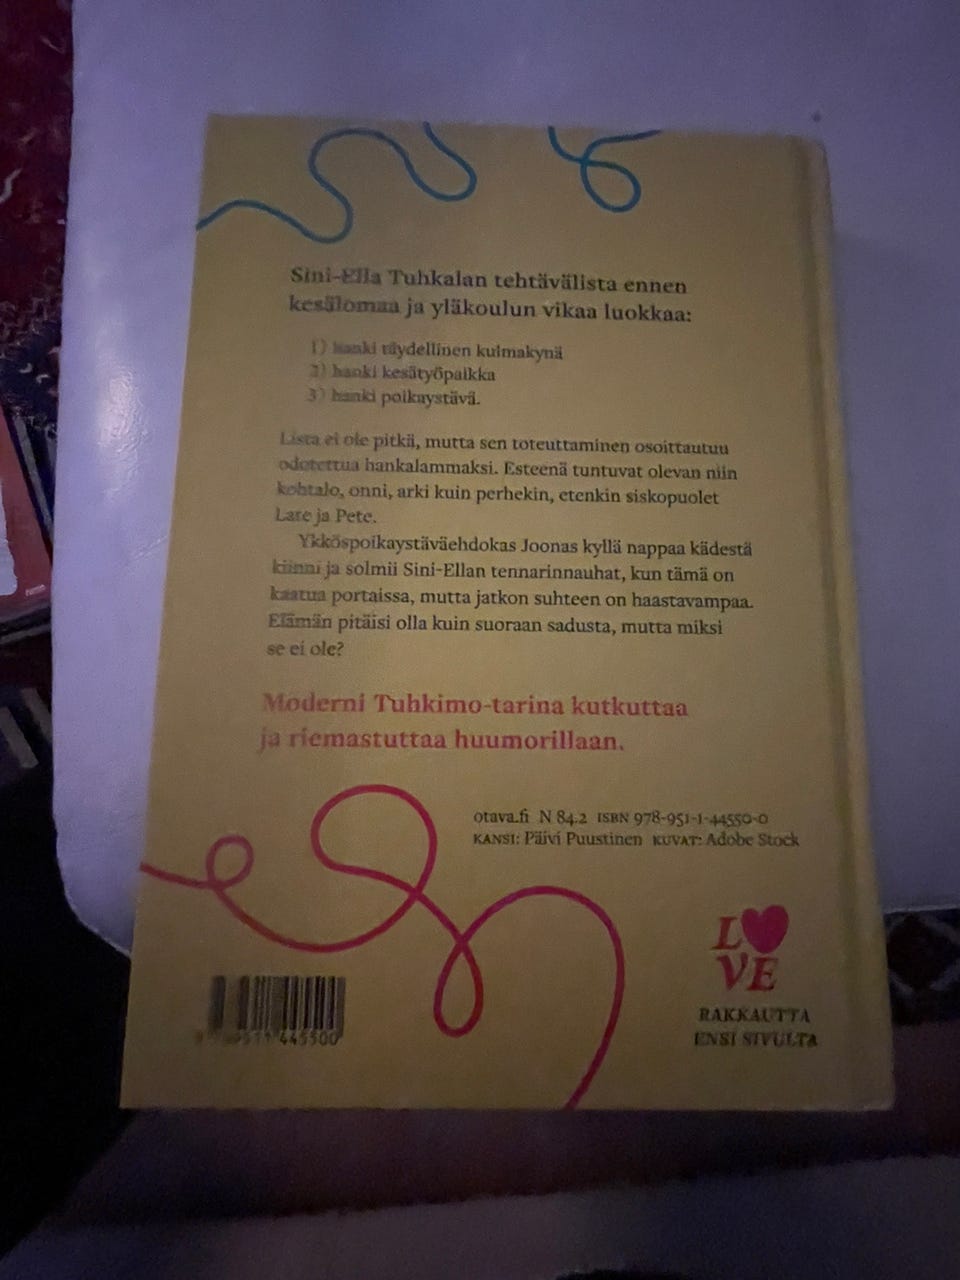 Sini-Ella Tuhkalan tehtävälista ennen
kesälomaa ja yläkoulun vikaa luokkaa:
1) hanki täydellinen kulmakynä
2) hanki kesätyöpaikka
3) hanki poikaystävä.
Lista ei ole pitkä, mutta sen toteuttaminen osoittautuu
odotettua hankalammaksi. Esteenä tuntuvat olevan niin
kohtalo, onni, arki kuin perhekin, etenkin siskopuolet
Lare ja Pete.
Ykköspoikaystäväehdokas Joonas kyllä nappaa kädestä
kiinni ja solmii Sini-Ellan tennarinnauhat, kun tämä on
kaatua portaissa, mutta jatkon suhteen on haastavampaa.
Elämän pitäisi olla kuin suoraan sadusta, mutta miksi
se ei ole?
Moderni Tuhkimo-tarina kutkuttaa
ja riemastuttaa huumorillaan.
otava.fi N 84.2 ISBN 978-951-1-44550-0
KANSI: Päivi Puustinen KUVAT: Adobe Stock
L
VE
RAKKAUTTA
ENSI SIVULTA
445500